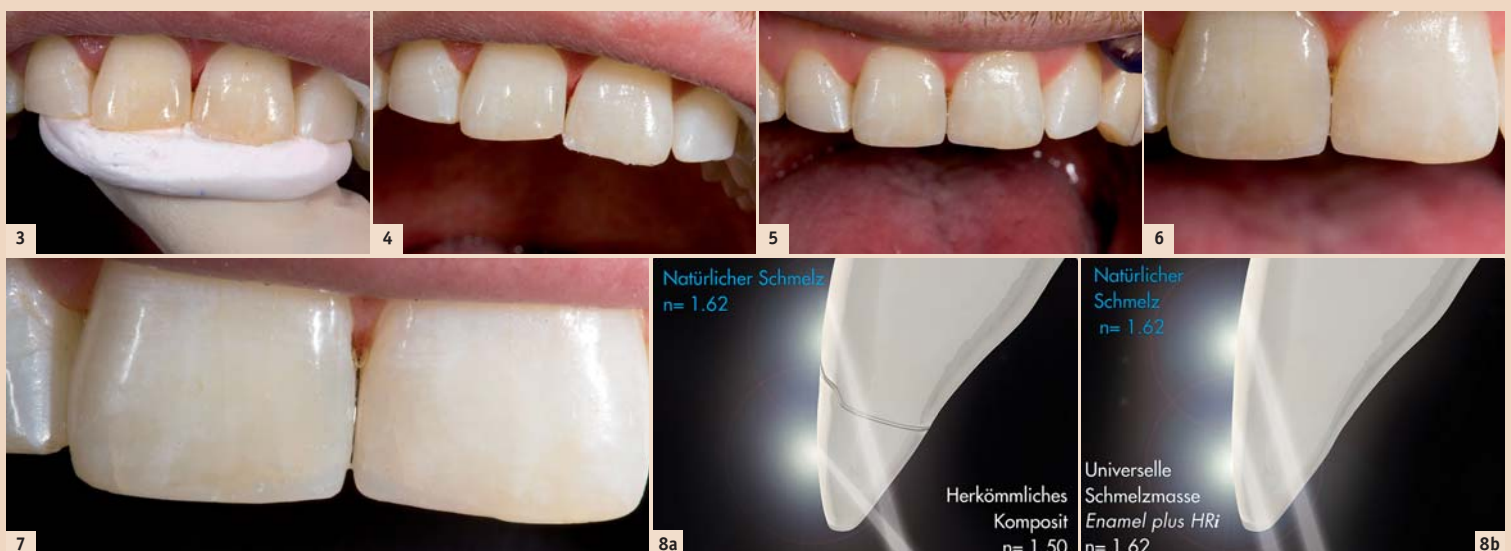 3
4
5
6
7
Natürlicher Schmelz
n= 1.62
Herkömmliches
Komposit
n= 1.50
8a
Natürlicher
Schmelz
n= 1.62
Universelle
Schmelzmasse
Enamel plus HRi
n= 1.62
8b